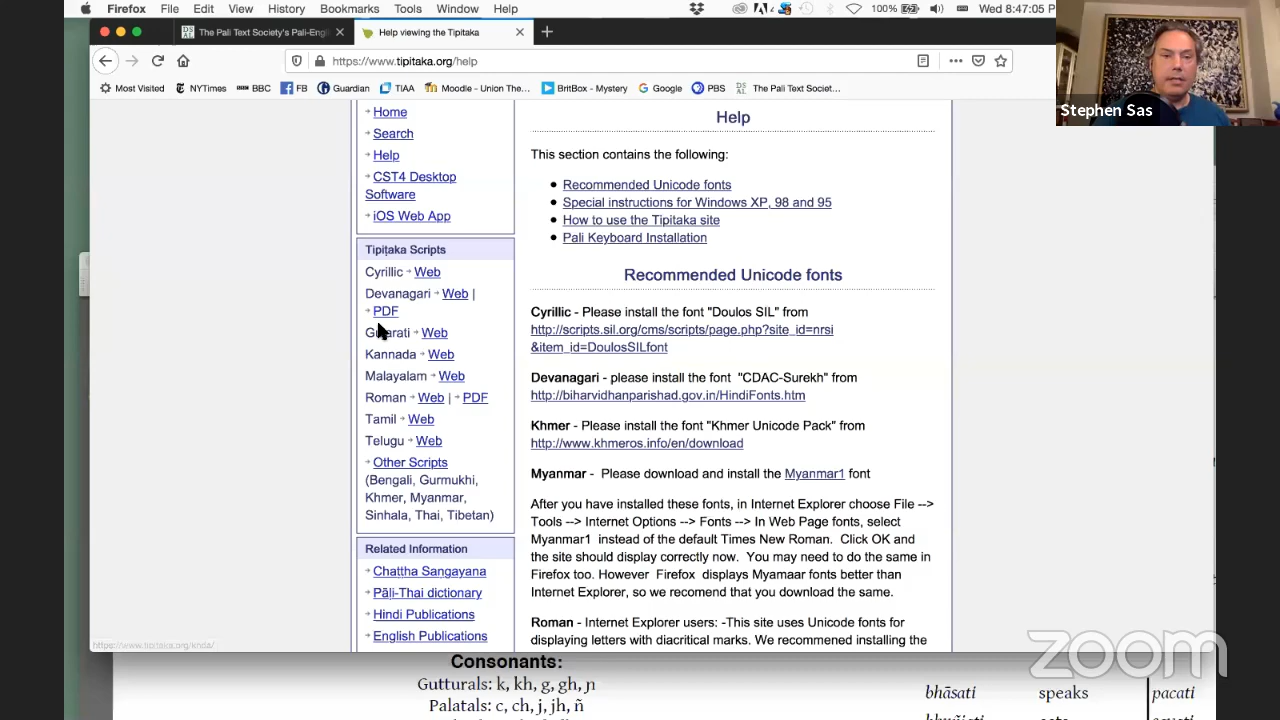 Firefox File Edit View History Bookmarks Tools Window Help
100% Wed 8:47:05 P
The Pali Text Society's Pali-Engl
Help viewing the Tipitaka
https://www.tipitaka.org/help
Most Visited NYTimes BBC FB Guardian TIAA Moodle - Union The... BritBox - Mystery Google PBS The Pali Text Societ...
Stephen Sas
Home
Search
Help
CST4 Desktop
Software
iOS Web App
Tipiṭaka Scripts
Cyrillic Web
Devanagari Web |
PDF
Gujarati Web
Kannada Web
Malayalam Web
Roman Web | PDF
Tamil Web
Telugu Web
Other Scripts
(Bengali, Gurmukhi,
Khmer, Myanmar,
Sinhala, Thai, Tibetan)
Related Information
Chattha Sangayana
Pāli-Thai dictionary
Hindi Publications
English Publications
Help
This section contains the following:
Recommended Unicode fonts
Special instructions for Windows XP, 98 and 95
How to use the Tipitaka site
Pali Keyboard Installation
Recommended Unicode fonts
Cyrillic - Please install the font "Doulos SIL" from
http://scripts.sil.org/cms/scripts/page.php?site_id=nrsi
&item_id=DoulosSILfont
Devanagari - please install the font "CDAC-Surekh" from
http://biharvidhanparishad.gov.in/HindiFonts.htm
Khmer - Please install the font "Khmer Unicode Pack" from
http://www.khmeros.info/en/download
Myanmar - Please download and install the Myanmar1 font
After you have installed these fonts, in Internet Explorer choose File -->
Tools --> Internet Options --> Fonts --> In Web Page fonts, select
Myanmar1 instead of the default Times New Roman. Click OK and
the site should display correctly now. You may need to do the same in
Firefox too. However Firefox displays Myamaar fonts better than
Internet Explorer, so we recomend that you download the same.
Roman - Internet Explorer users: -This site uses Unicode fonts for
displaying letters with diacritical marks. We recommened installing the
https://www.tipitaka.org/knda/
zoom
Consonants:
Gutturals: k, kh, g, gh, ṅ
Palatals: c, ch, j, jh, ñ
bhāsati speaks pacati